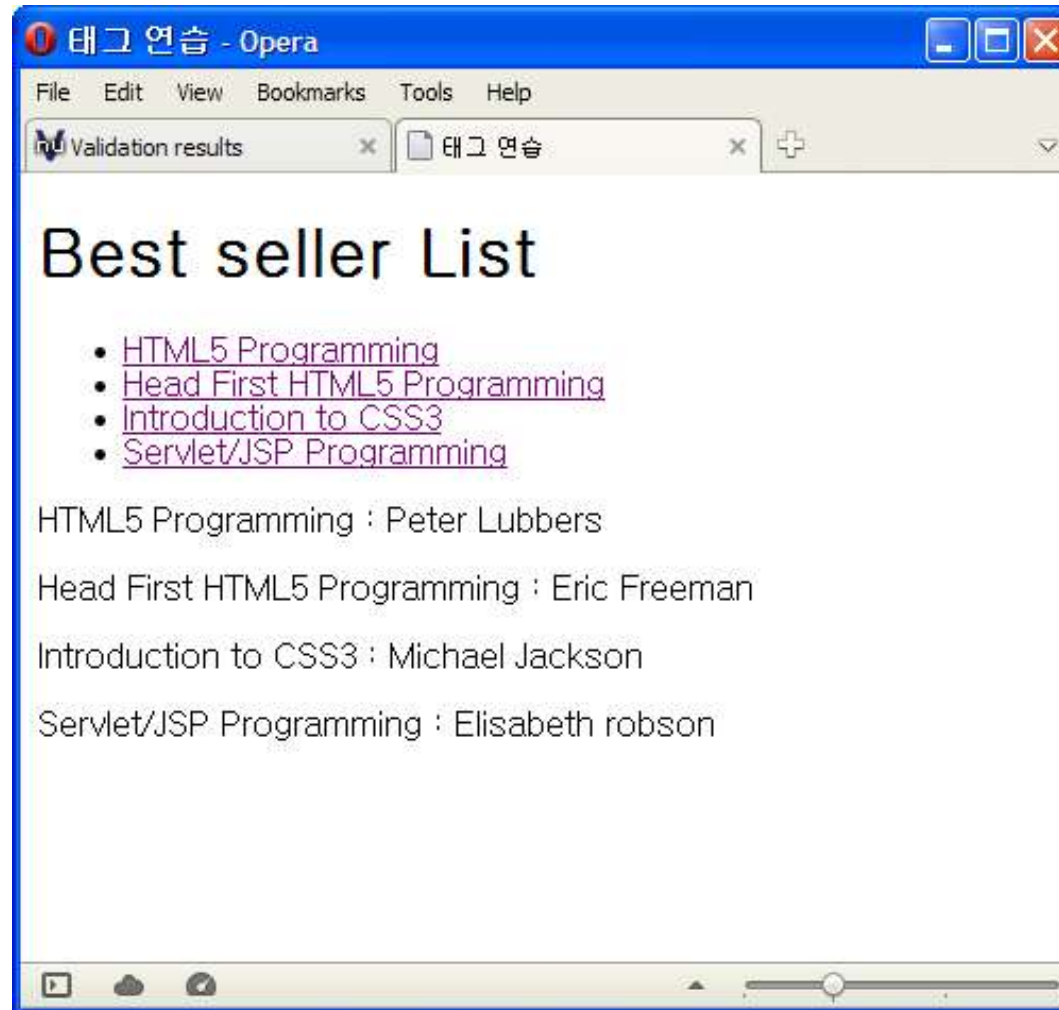 태그 연습 - Opera
File Edit View Bookmarks Tools Help
Validation results 태그 연습
Best seller List
HTML5 Programming
Head First HTML5 Programming
Introduction to CSS3
Servlet/JSP Programming
HTML5 Programming : Peter Lubbers
Head First HTML5 Programming : Eric Freeman
Introduction to CSS3 : Michael Jackson
Servlet/JSP Programming : Elisabeth robson